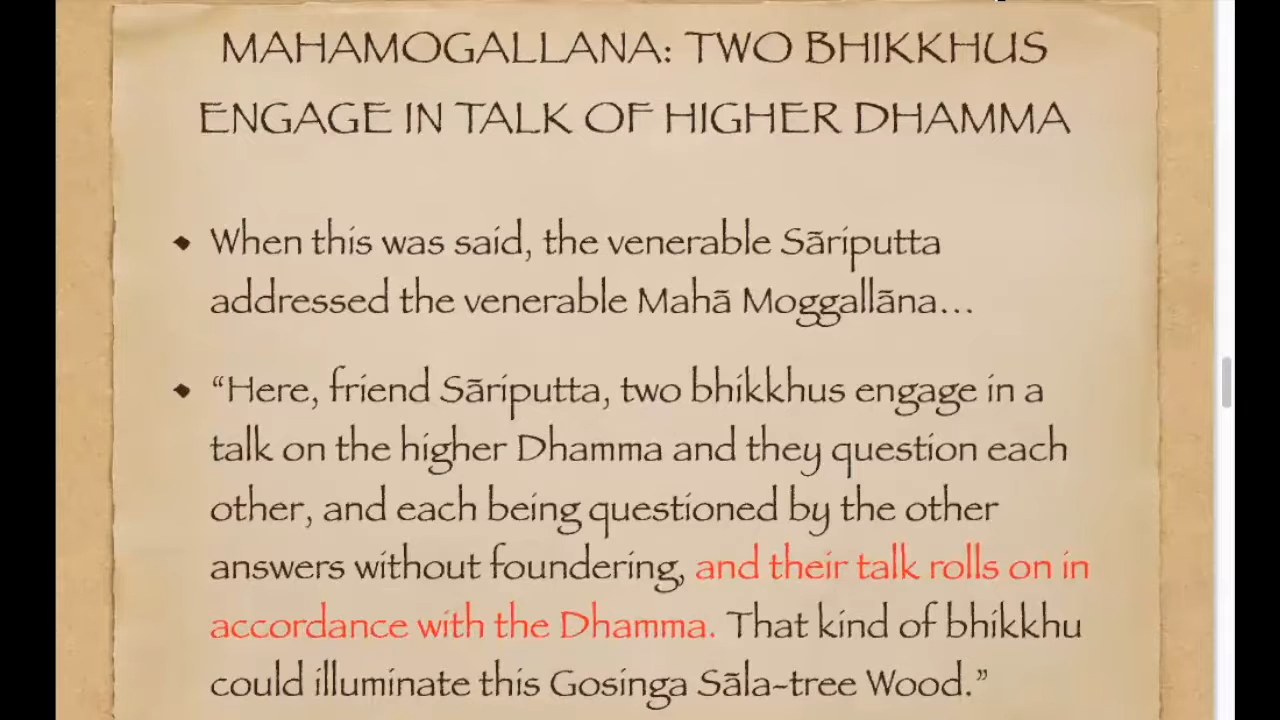 MAHAMOGALLANA: TWO BHIKKHUS
ENGAGE IN TALK OF HIGHER DHAMMA
When this was said, the venerable Sāriputta
addressed the venerable Mahā Moggallāna...
“Here, friend Sāriputta, two bhikkhus engage in a
talk on the higher Dhamma and they question each
other, and each being questioned by the other
answers without foundering, and their talk rolls on in
accordance with the Dhamma. That kind of bhikkhu
could illuminate this Gosinga Sāla-tree Wood.”